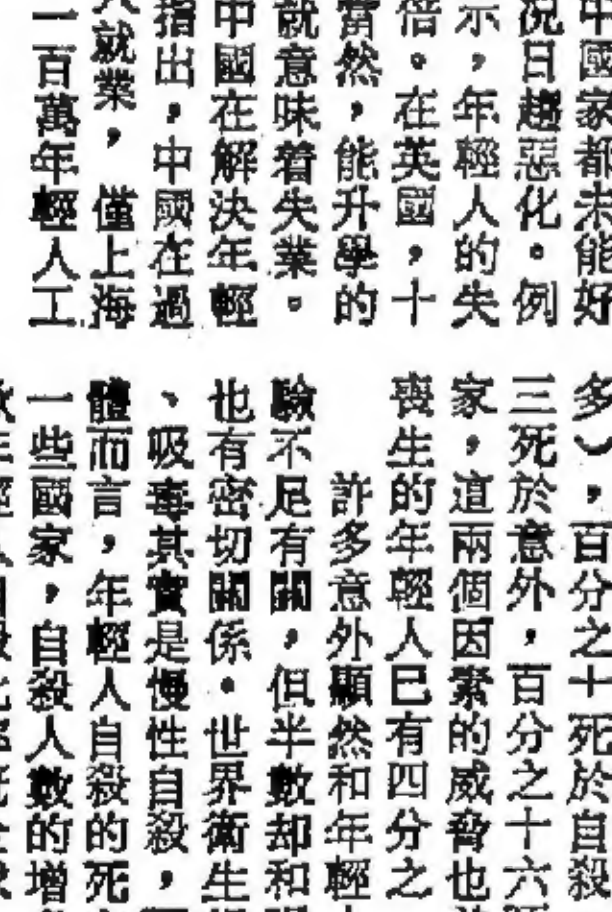 中國家都未能好
況日趨惡化。例
示，年輕人的失
倍。在英國，十
當然，能升學的
就意味着失業。
中國在解決年輕
指出，中國在過
人就業，僅上海
一百萬年輕人工
多），百分之十死於自殺
三死於意外，百分之十六
家，這兩個因素的威脅也
喪生的年輕人已有四分之
許多意外顯然和年輕
驗不足有關，但半數却和
也有密切關係。世界衞生
、吸毒其實是慢性自殺，
體而言，年輕人自殺的死
一些國家，自殺人數的增